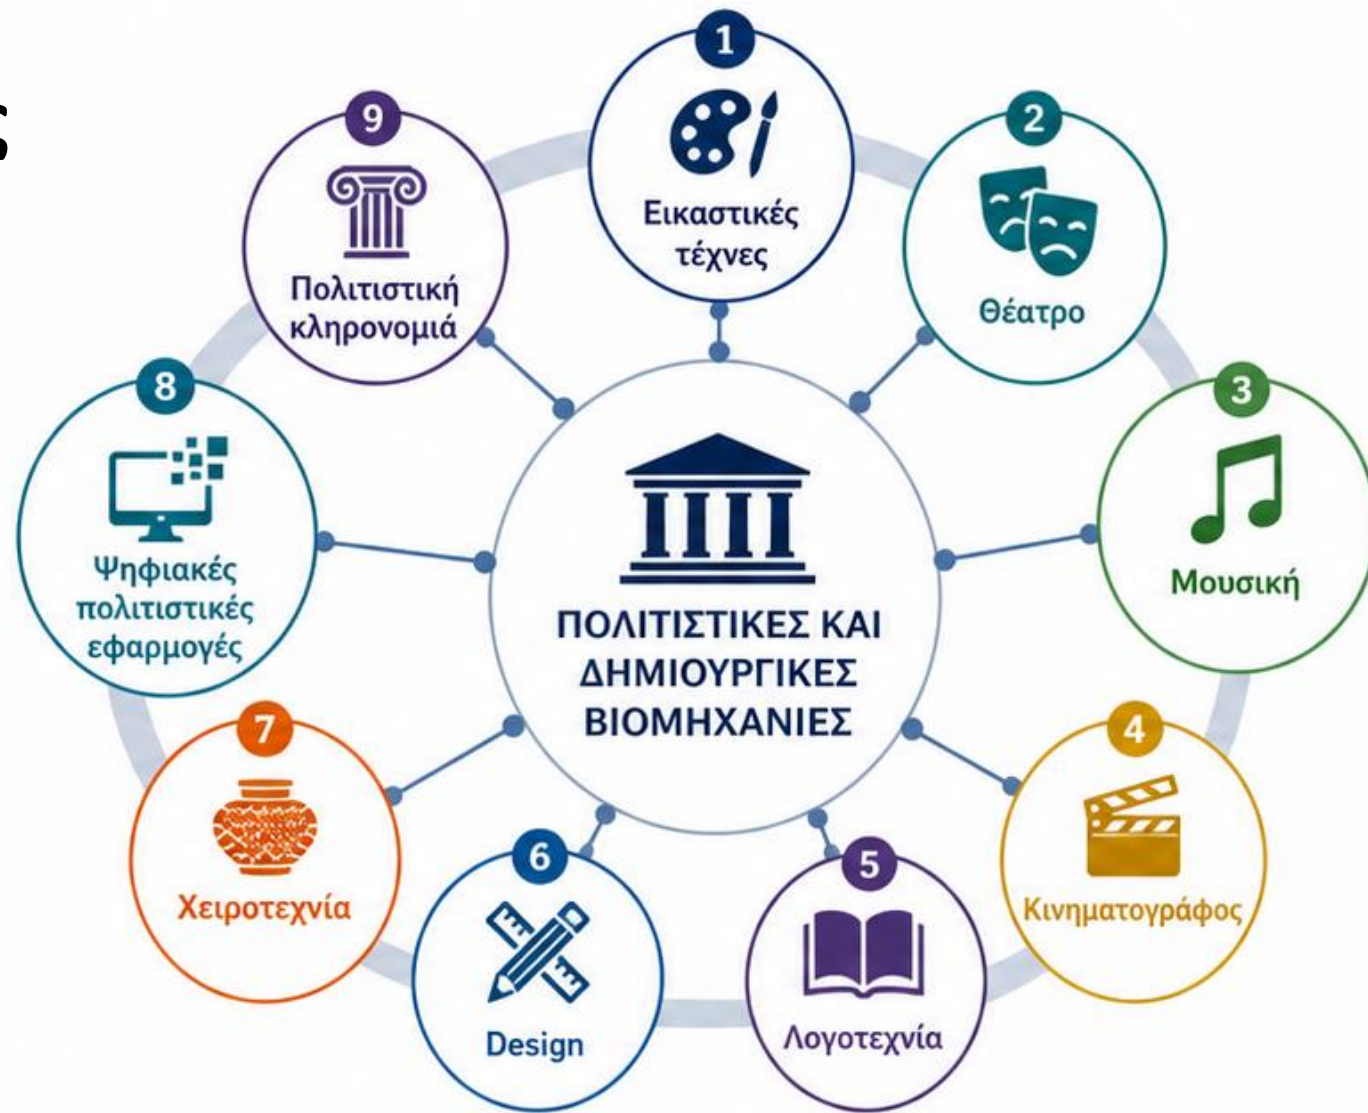 ς
1
Εικαστικές
τέχνες
2
Θέατρο
3
Μουσική
4
Κινηματογράφος
5
Λογοτεχνία
6
Design
7
Χειροτεχνία
8
Ψηφιακές
πολιτιστικές
εφαρμογές
9
Πολιτιστική
κληρονομιά
ΠΟΛΙΤΙΣΤΙΚΕΣ ΚΑΙ
ΔΗΜΙΟΥΡΓΙΚΕΣ
ΒΙΟΜΗΧΑΝΙΕΣ